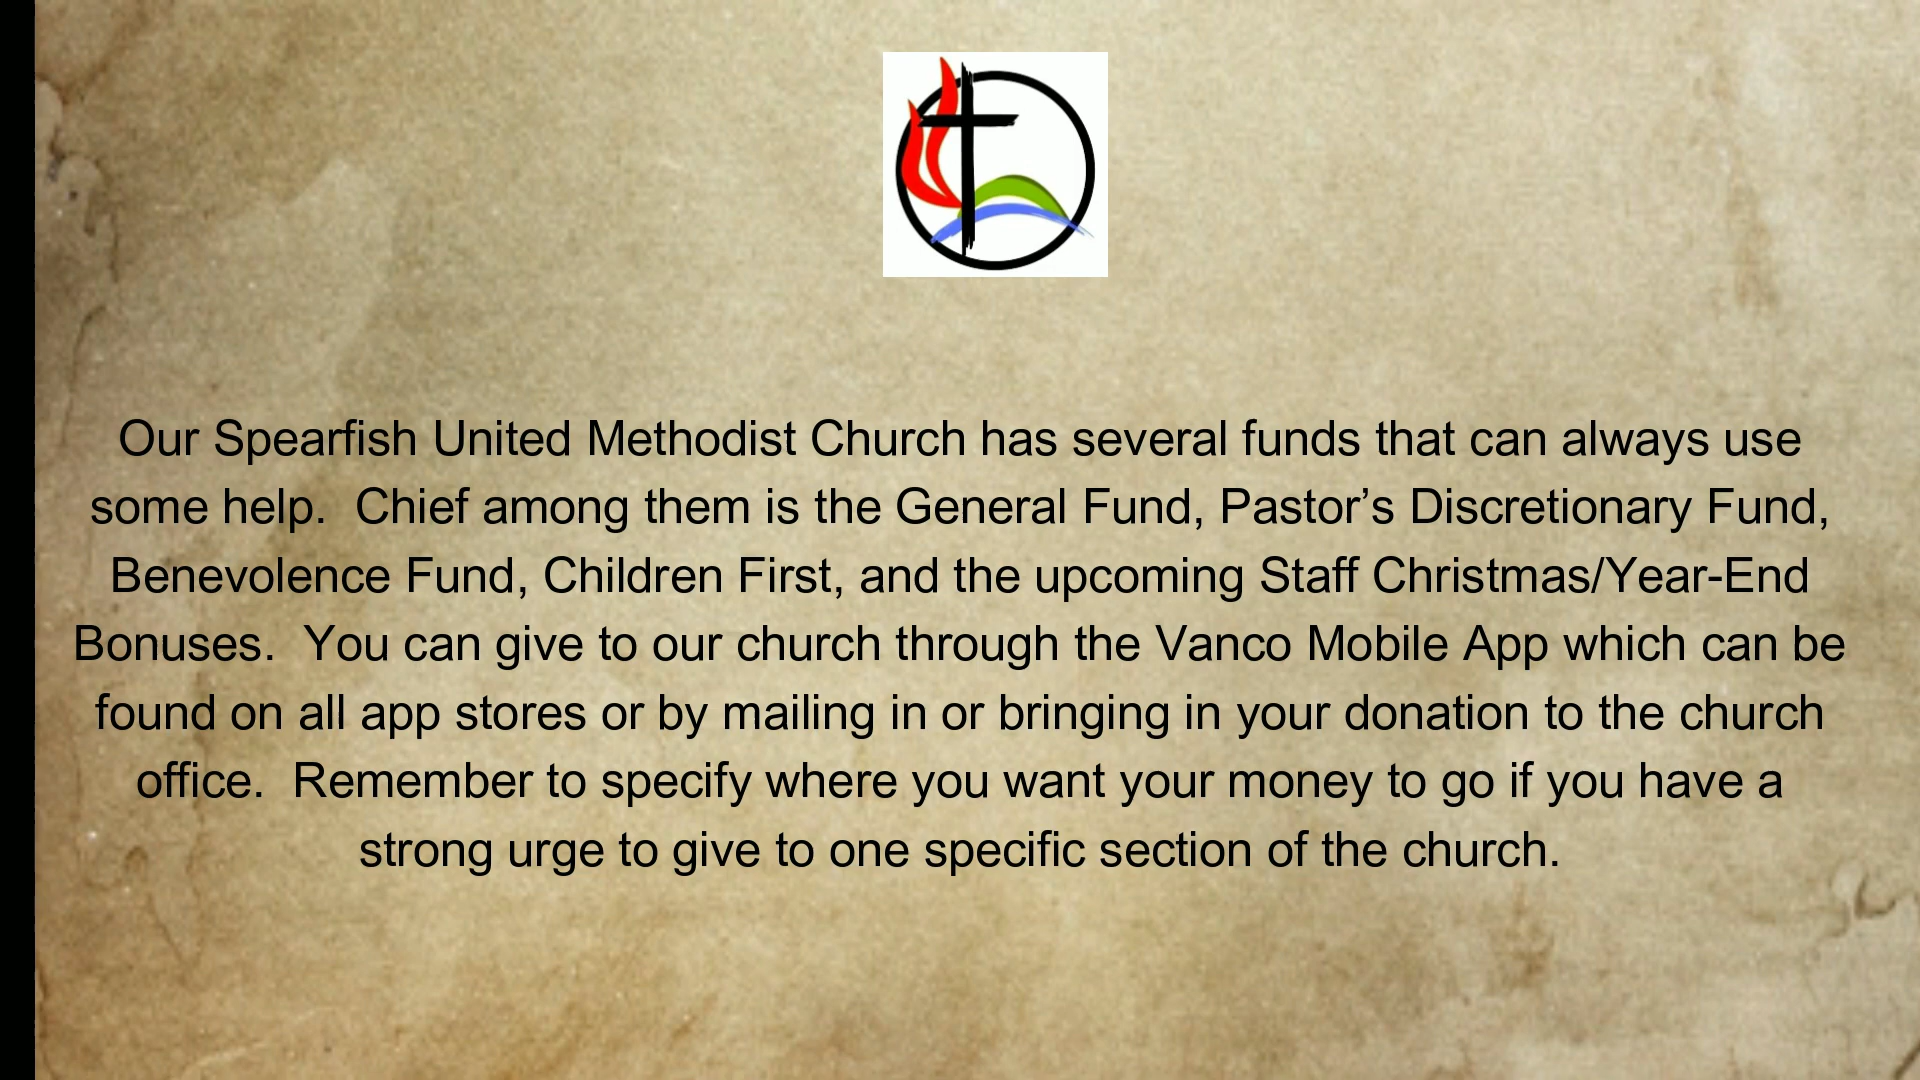 Our Spearfish United Methodist Church has several funds that can always use
some help.  Chief among them is the General Fund, Pastor’s Discretionary Fund,
Benevolence Fund, Children First, and the upcoming Staff Christmas/Year-End
Bonuses.  You can give to our church through the Vanco Mobile App which can be
found on all app stores or by mailing in or bringing in your donation to the church
office.  Remember to specify where you want your money to go if you have a
strong urge to give to one specific section of the church.